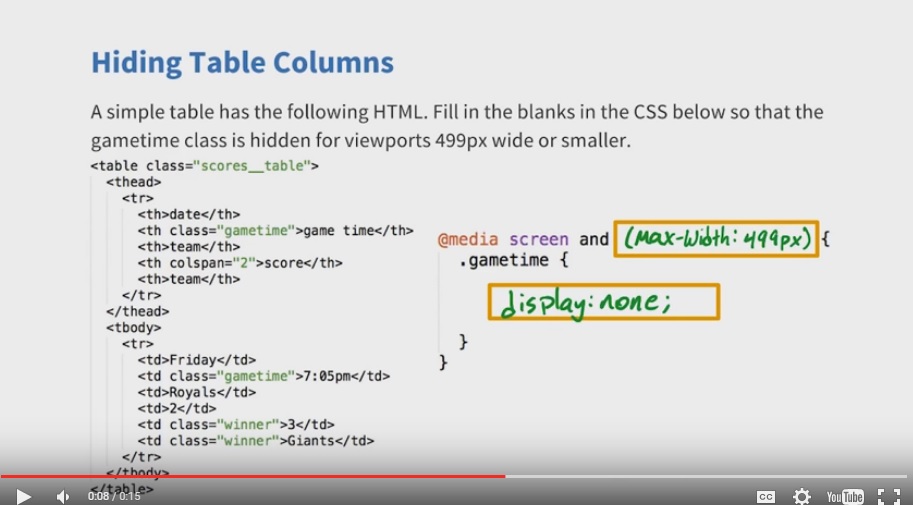 Hiding Table Columns
A simple table has the following HTML. Fill in the blanks in the CSS below so that the
gametime class is hidden for viewports 499px wide or smaller.
<table class="scores__table">
<thead>
<tr>
<th>date</th>
<th class="gametime">game time</th>
<th>team</th>
<th colspan="2">score</th>
<th>team</th>
</tr>
</thead>
<tbody>
<tr>
<td>Friday</td>
<td class="gametime">7:05pm</td>
<td>Royals</td>
<td>2</td>
<td class="winner">3</td>
<td class="winner">Giants</td>
</tr>
</tbody>
</table>
@media screen and (max-width: 499px) {
.gametime {
display: none;
}
}
0:08 / 0:15
CC
YouTube